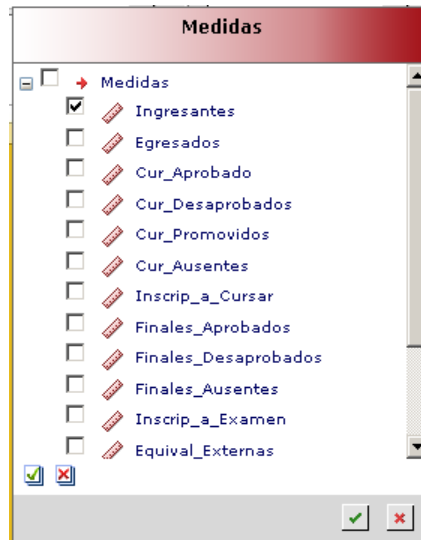 Medidas
Medidas
Ingresantes
Egresados
Cur_Aprobado
Cur_Desaprobados
Cur_Promovidos
Cur_Ausentes
Inscrip_a_Cursar
Finales_Aprobados
Finales_Desaprobados
Finales_Ausentes
Inscrip_a_Examen
Equival_Externas